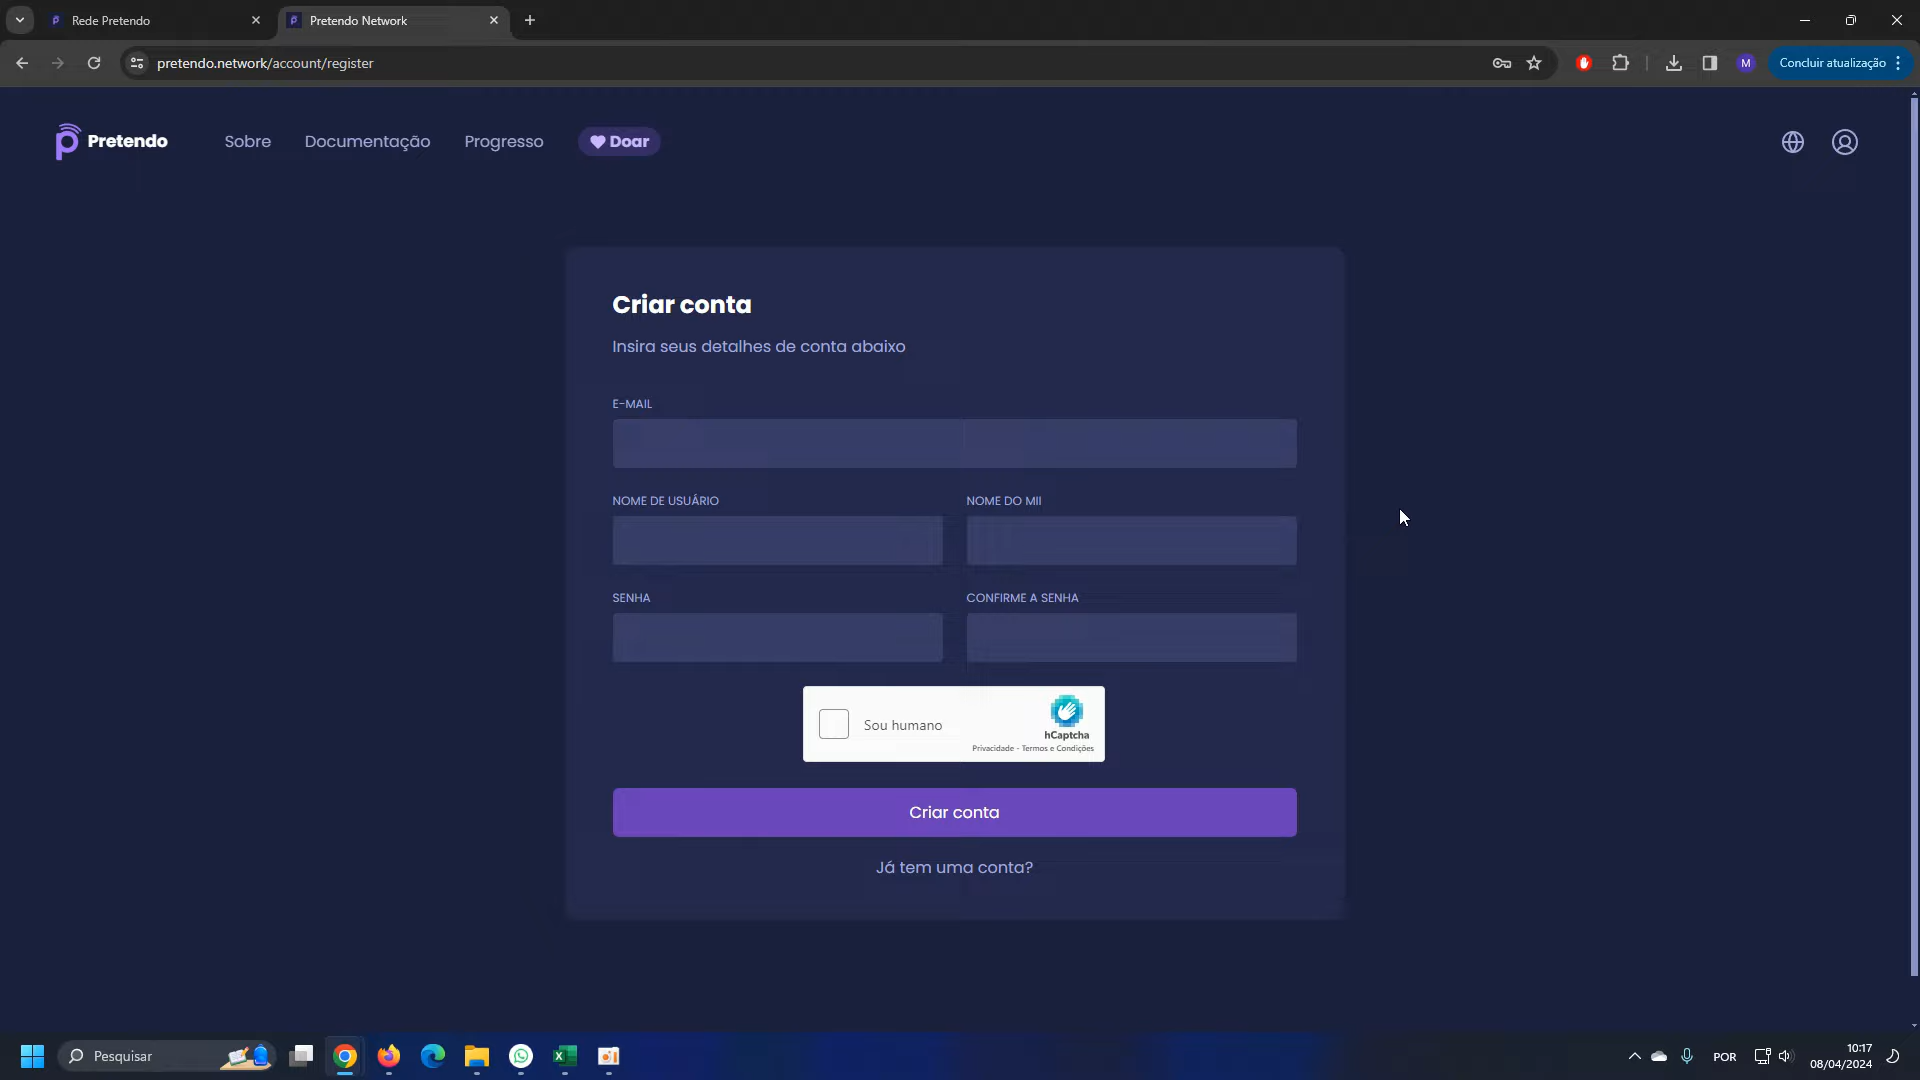 Rede Pretendo
Pretendo Network
pretendo.network/account/register
M
Concluir atualização
Pretendo
Sobre
Documentação
Progresso
Doar
Criar conta
Insira seus detalhes de conta abaixo
E-MAIL
NOME DE USUÁRIO
NOME DO MII
SENHA
CONFIRME A SENHA
Sou humano
hCaptcha
Privacidade - Termos e Condições
Criar conta
Já tem uma conta?
Pesquisar
POR
10:17
08/04/2024